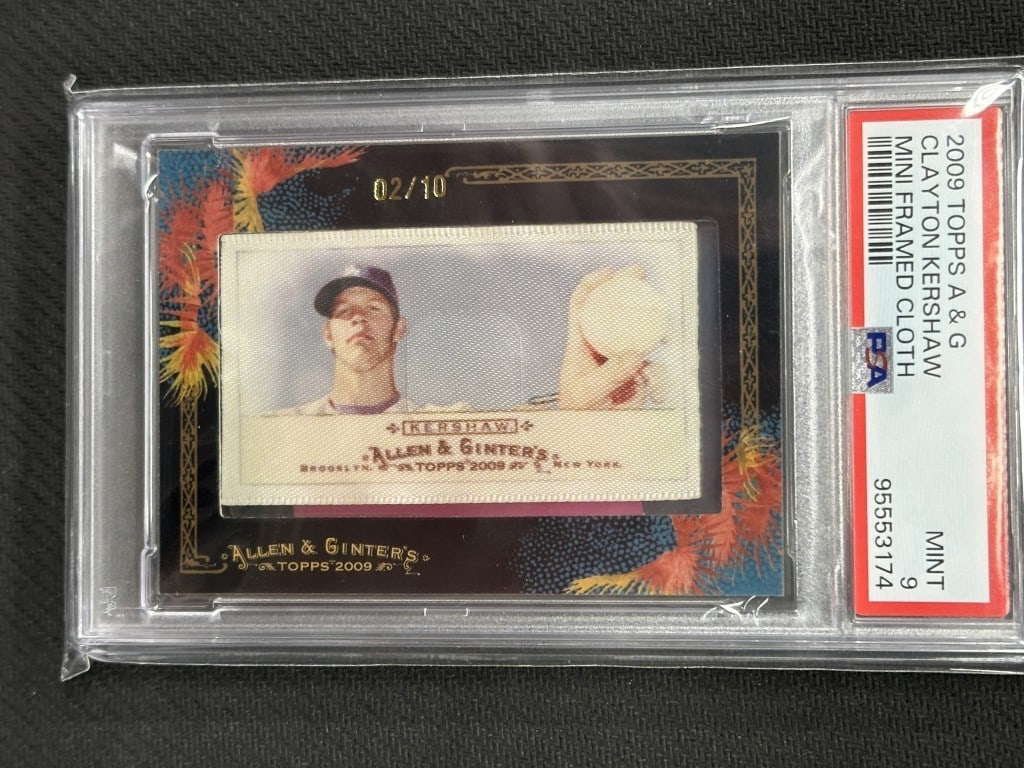 02/10
KERSHAW
ALLEN & GINTER'S
BROOKLYN. TOPPS 2009 NEW YORK.
ALLEN & GINTER'S
TOPPS 2009
2009 TOPPS A & G
CLAYTON KERSHAW
MINI FRAMED CLOTH
MINT
9
PSA
95553174